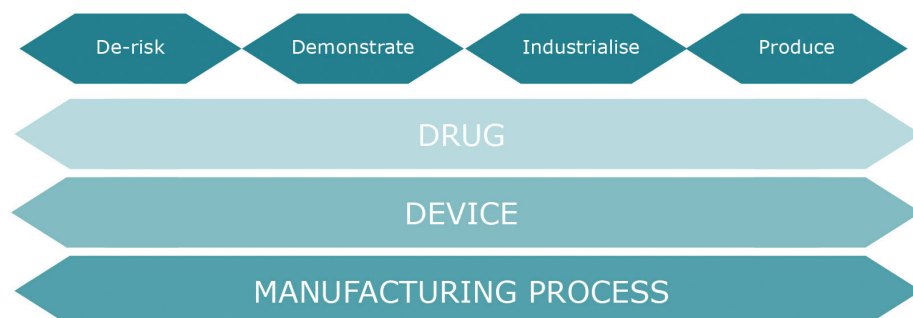 De-risk
Demonstrate
Industrialise
Produce
DRUG
DEVICE
MANUFACTURING PROCESS